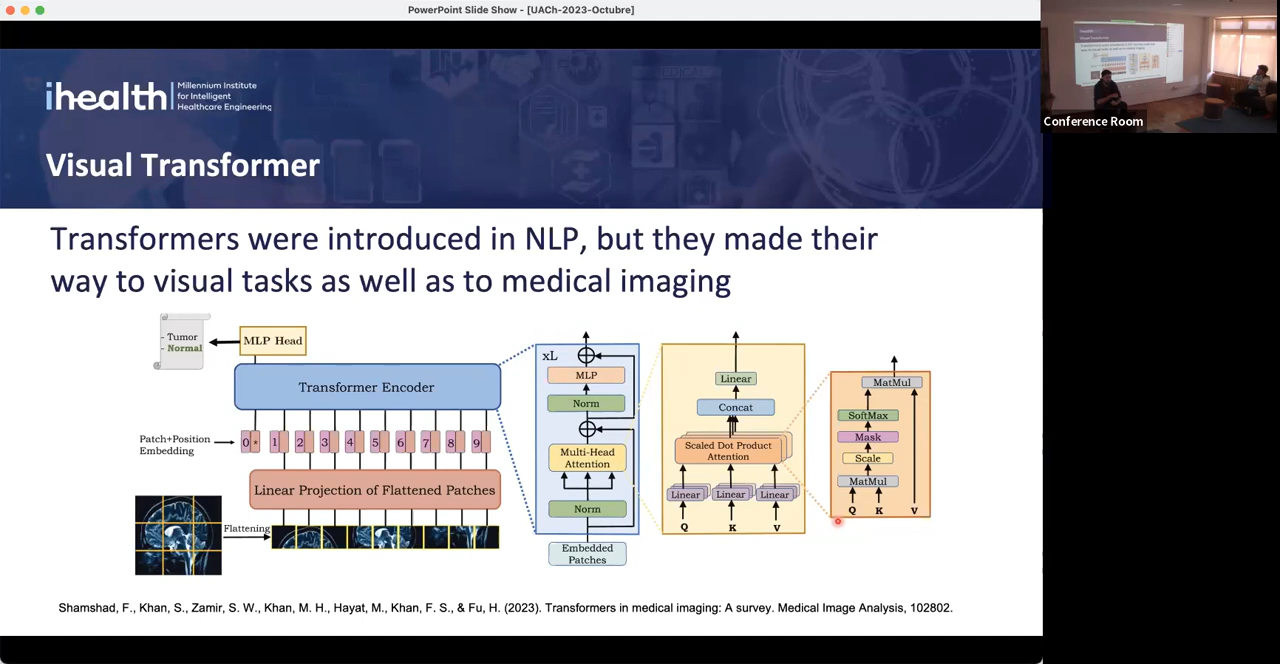 PowerPoint Slide Show - [UACh-2023-Octubre]
ihealth
Millennium Institute
for Intelligent
Healthcare Engineering
Visual Transformer
Conference Room
Transformers were introduced in NLP, but they made their
way to visual tasks as well as to medical imaging
- Tumor
- Normal
MLP Head
Transformer Encoder
Patch+Position
Embedding
0 * 1 2 3 4 5 6 7 8 9
Linear Projection of Flattened Patches
Flattening
xL
MLP
Norm
Multi-Head
Attention
Norm
Embedded
Patches
Linear
Concat
Scaled Dot Product
Attention
Linear Linear Linear
Q K V
MatMul
SoftMax
Mask
Scale
MatMul
Q K V
Shamshad, F., Khan, S., Zamir, S. W., Khan, M. H., Hayat, M., Khan, F. S., & Fu, H. (2023). Transformers in medical imaging: A survey. Medical Image Analysis, 102802.